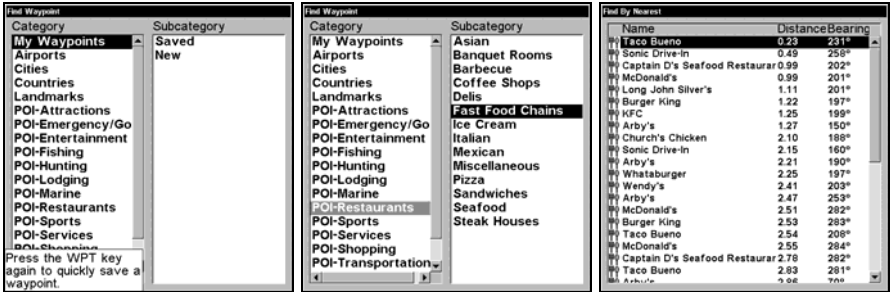 Find Waypoint
Category
My Waypoints
Airports
Cities
Countries
Landmarks
POI-Attractions
POI-Emergency/Go
POI-Entertainment
POI-Fishing
POI-Hunting
POI-Lodging
POI-Marine
POI-Restaurants
POI-Sports
POI-Services
POI-Shopping
Press the WPT key
again to quickly save a
waypoint.
Subcategory
Saved
New
Find Waypoint
Category
My Waypoints
Airports
Cities
Countries
Landmarks
POI-Attractions
POI-Emergency/Go
POI-Entertainment
POI-Fishing
POI-Hunting
POI-Lodging
POI-Marine
POI-Restaurants
POI-Sports
POI-Services
POI-Shopping
POI-Transportation
Subcategory
Asian
Banquet Rooms
Barbecue
Coffee Shops
Delis
Fast Food Chains
Ice Cream
Italian
Mexican
Miscellaneous
Pizza
Sandwiches
Seafood
Steak Houses
Find By Nearest
Name Distance Bearing
Taco Bueno 0.23 231°
Sonic Drive-In 0.49 258°
Captain D's Seafood Restaurar 0.99 202°
McDonald's 0.99 201°
Long John Silver's 1.11 201°
Burger King 1.22 197°
KFC 1.25 199°
Arby's 1.27 150°
Church's Chicken 2.10 188°
Sonic Drive-In 2.15 160°
Arby's 2.21 190°
Whataburger 2.25 197°
Wendy's 2.41 203°
Arby's 2.47 253°
McDonald's 2.51 282°
Burger King 2.53 283°
Taco Bueno 2.54 208°
McDonald's 2.55 284°
Captain D's Seafood Restaurar 2.78 282°
Taco Bueno 2.83 281°
Arby's 2.86 70°